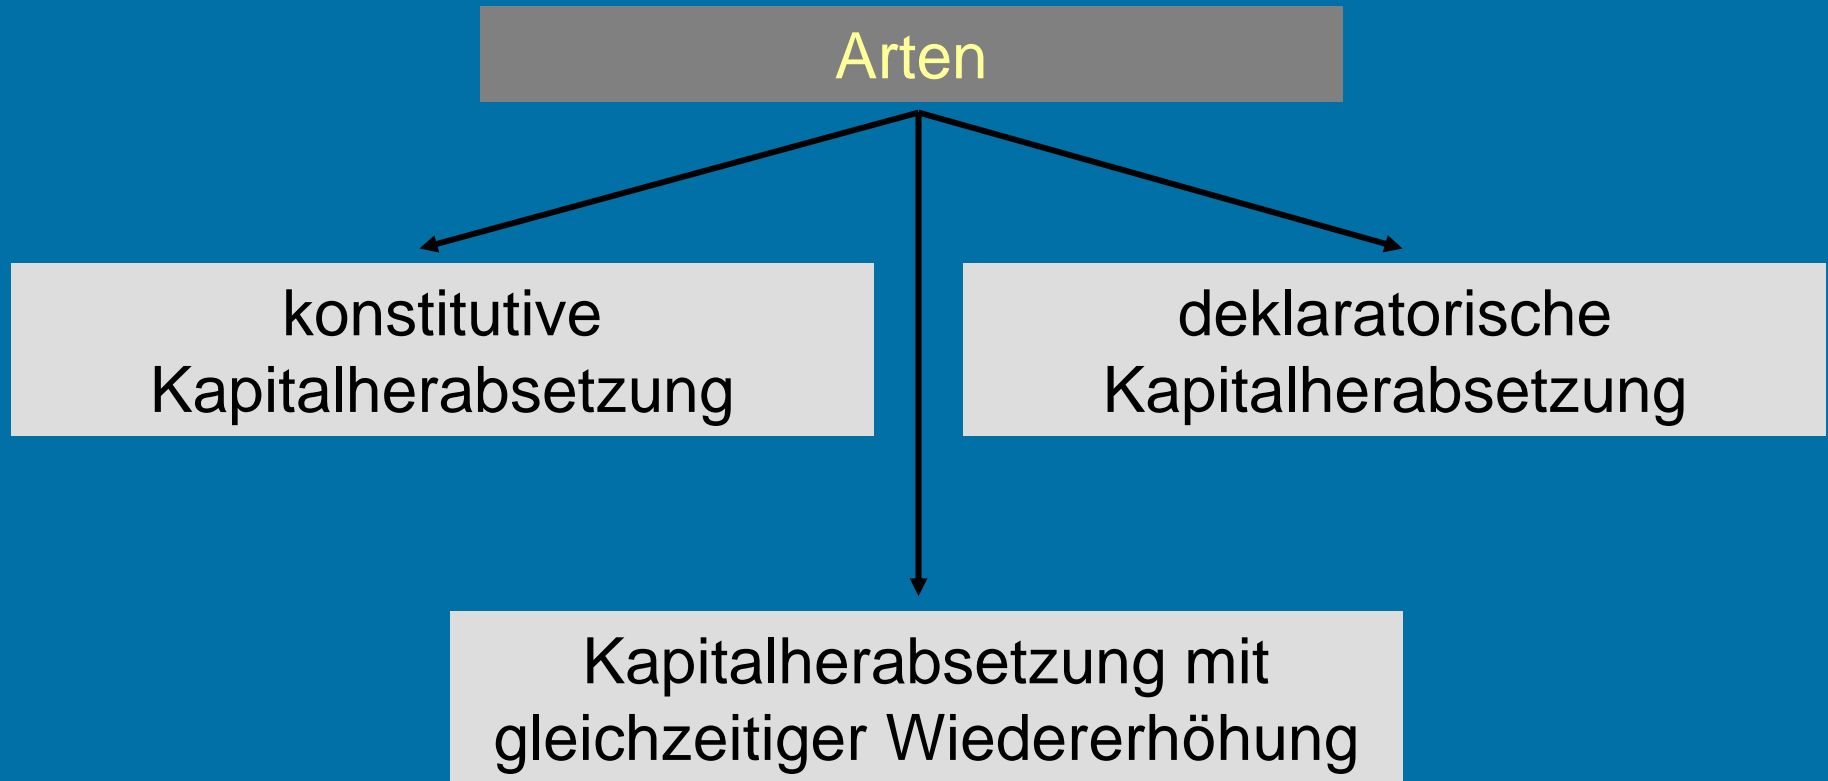 Arten
konstitutive
Kapitalherabsetzung
deklaratorische
Kapitalherabsetzung
Kapitalherabsetzung mit
gleichzeitiger Wiedererhöhung